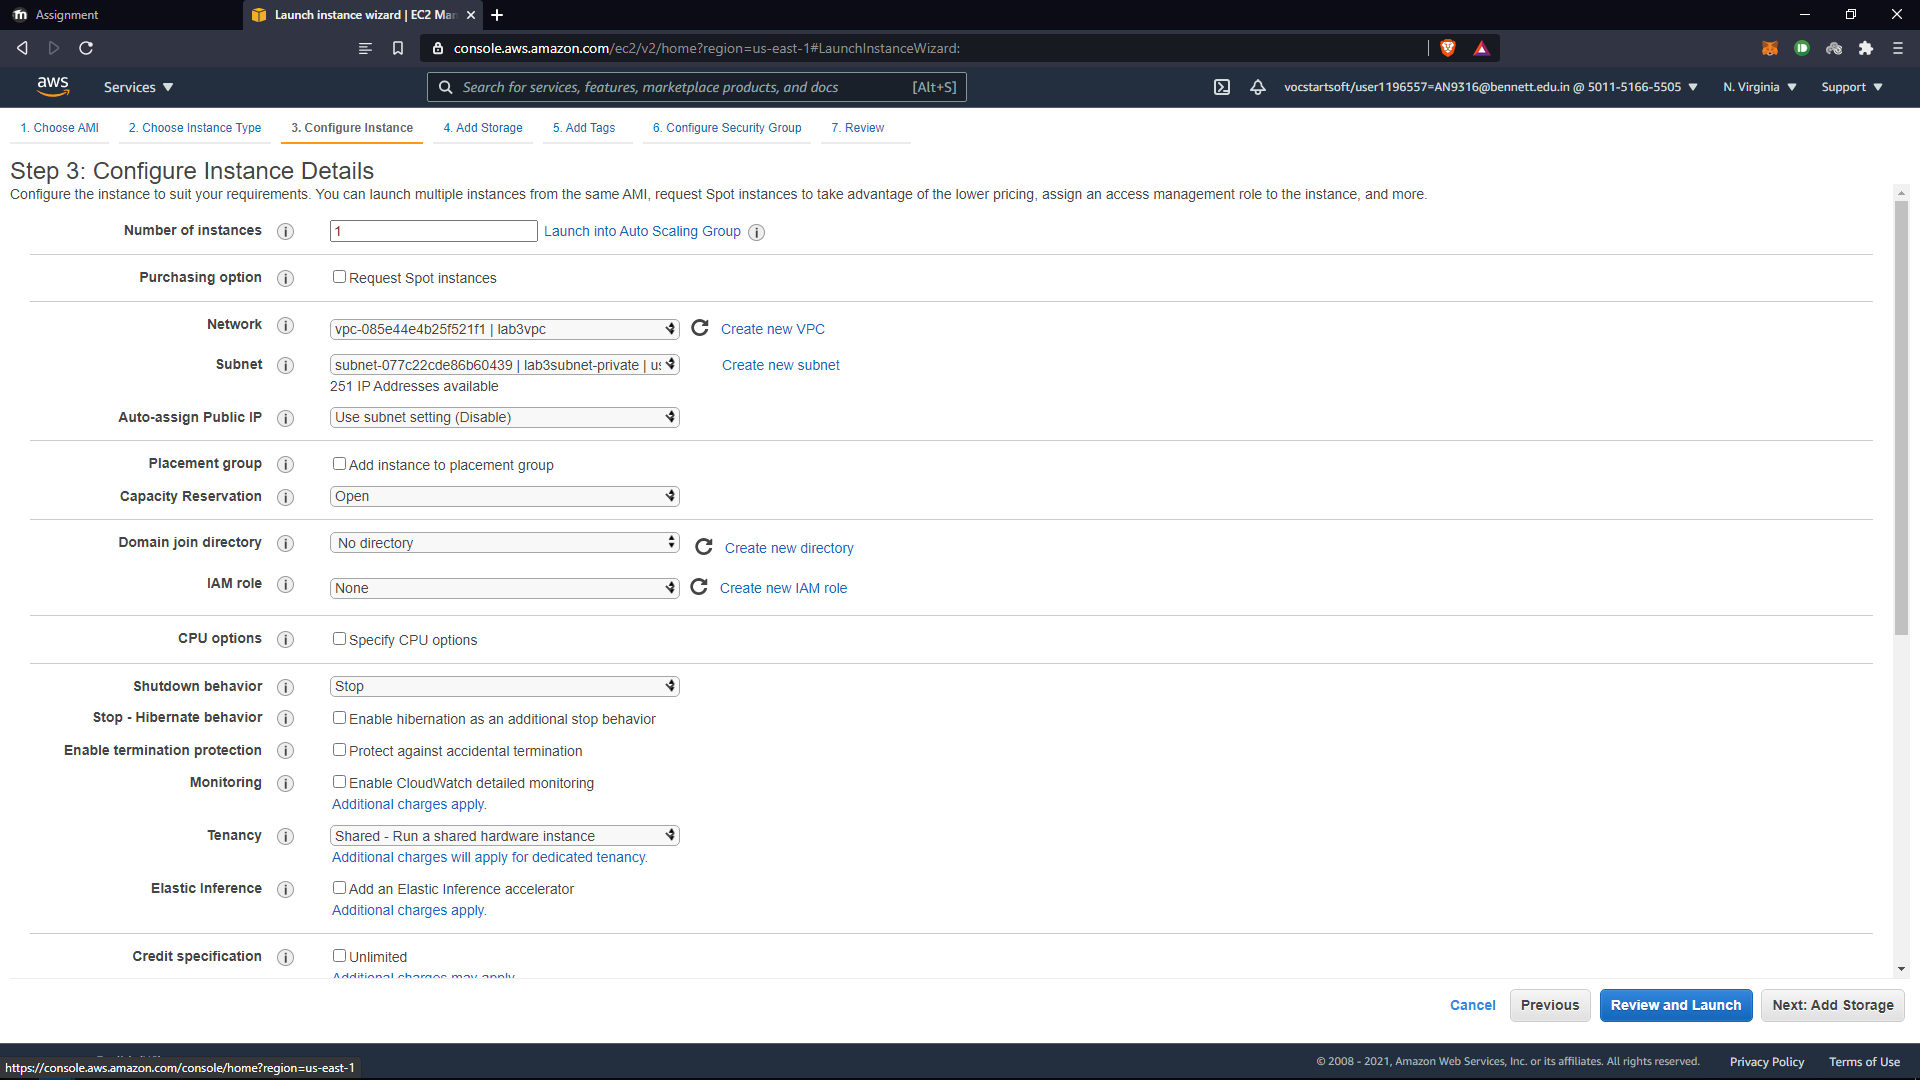 Assignment
Launch instance wizard | EC2 Man
console.aws.amazon.com/ec2/v2/home?region=us-east-1#LaunchInstanceWizard:
aws
Services
Search for services, features, marketplace products, and docs
[Alt+S]
vocstartsoft/user1196557=AN9316@bennett.edu.in @ 5011-5166-5505
N. Virginia
Support
1. Choose AMI
2. Choose Instance Type
3. Configure Instance
4. Add Storage
5. Add Tags
6. Configure Security Group
7. Review
Step 3: Configure Instance Details
Configure the instance to suit your requirements. You can launch multiple instances from the same AMI, request Spot instances to take advantage of the lower pricing, assign an access management role to the instance, and more.
Number of instances
1
Launch into Auto Scaling Group
Purchasing option
Request Spot instances
Network
vpc-085e44e4b25f521f1 | lab3vpc
Create new VPC
Subnet
subnet-077c22cde86b60439 | lab3subnet-private | us
Create new subnet
251 IP Addresses available
Auto-assign Public IP
Use subnet setting (Disable)
Placement group
Add instance to placement group
Capacity Reservation
Open
Domain join directory
No directory
Create new directory
IAM role
None
Create new IAM role
CPU options
Specify CPU options
Shutdown behavior
Stop
Stop - Hibernate behavior
Enable hibernation as an additional stop behavior
Enable termination protection
Protect against accidental termination
Monitoring
Enable CloudWatch detailed monitoring
Additional charges apply.
Tenancy
Shared - Run a shared hardware instance
Additional charges will apply for dedicated tenancy.
Elastic Inference
Add an Elastic Inference accelerator
Additional charges apply.
Credit specification
Unlimited
Additional charges may apply
Cancel
Previous
Review and Launch
Next: Add Storage
© 2008 - 2021, Amazon Web Services, Inc. or its affiliates. All rights reserved.
Privacy Policy
Terms of Use
https://console.aws.amazon.com/console/home?region=us-east-1